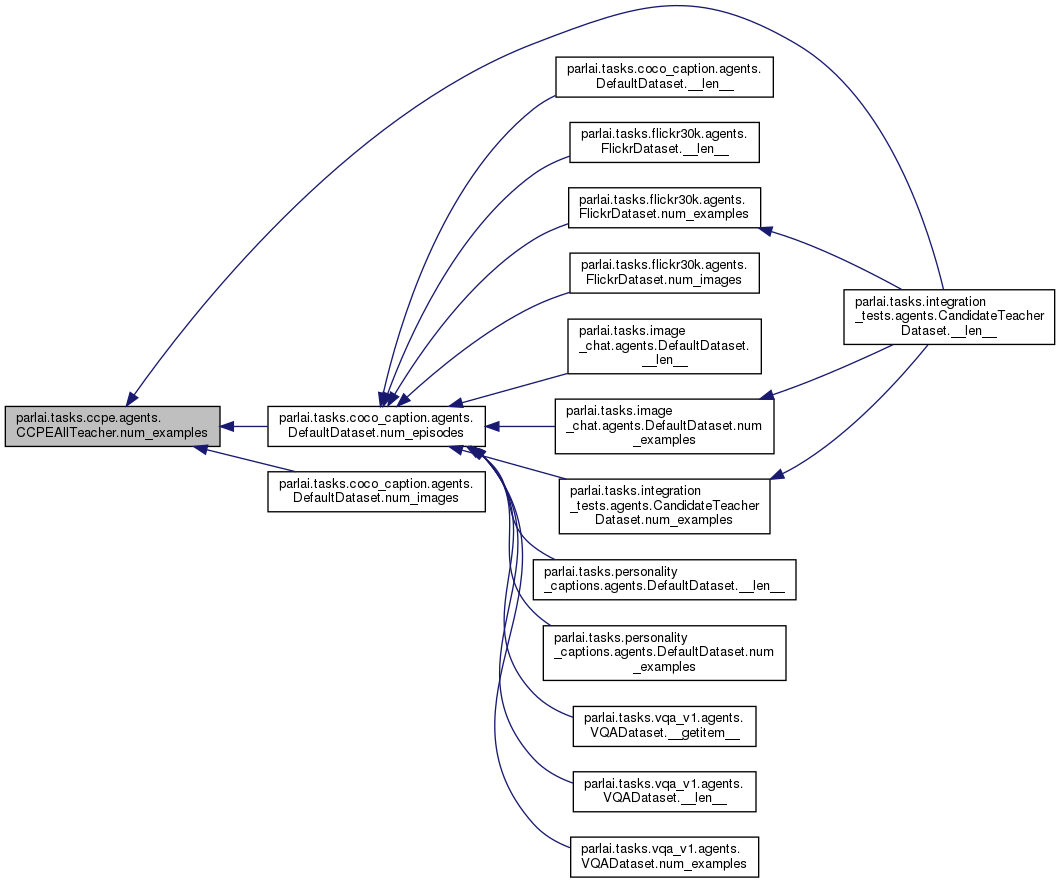 parlai.tasks.ccpe.agents.
CCPEAllTeacher.num_examples
parlai.tasks.coco_caption.agents.
DefaultDataset.num_episodes
parlai.tasks.coco_caption.agents.
DefaultDataset.num_images
parlai.tasks.coco_caption.agents.
DefaultDataset.__len__
parlai.tasks.flickr30k.agents.
FlickrDataset.__len__
parlai.tasks.flickr30k.agents.
FlickrDataset.num_examples
parlai.tasks.flickr30k.agents.
FlickrDataset.num_images
parlai.tasks.image
_chat.agents.DefaultDataset.
__len__
parlai.tasks.image
_chat.agents.DefaultDataset.num
_examples
parlai.tasks.integration
_tests.agents.CandidateTeacher
Dataset.num_examples
parlai.tasks.personality
_captions.agents.DefaultDataset.__len__
parlai.tasks.personality
_captions.agents.DefaultDataset.num
_examples
parlai.tasks.vqa_v1.agents.
VQADataset.__getitem__
parlai.tasks.vqa_v1.agents.
VQADataset.__len__
parlai.tasks.vqa_v1.agents.
VQADataset.num_examples
parlai.tasks.integration
_tests.agents.CandidateTeacher
Dataset.__len__